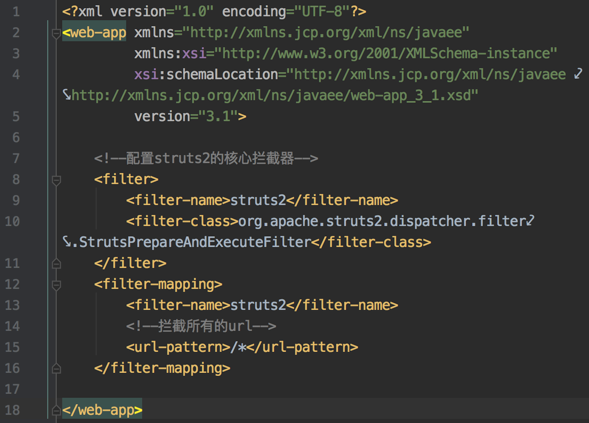 1 <?xml version="1.0" encoding="UTF-8"?>
2 <web-app xmlns="http://xmlns.jcp.org/xml/ns/javaee"
3 xmlns:xsi="http://www.w3.org/2001/XMLSchema-instance"
4 xsi:schemaLocation="http://xmlns.jcp.org/xml/ns/javaee
http://xmlns.jcp.org/xml/ns/javaee/web-app_3_1.xsd"
5 version="3.1">
6
7 <!--配置struts2的核心拦截器-->
8 <filter>
9 <filter-name>struts2</filter-name>
10 <filter-class>org.apache.struts2.dispatcher.filter
.StrutsPrepareAndExecuteFilter</filter-class>
11 </filter>
12 <filter-mapping>
13 <filter-name>struts2</filter-name>
14 <!--拦截所有的url-->
15 <url-pattern>/*</url-pattern>
16 </filter-mapping>
17
18 </web-app>